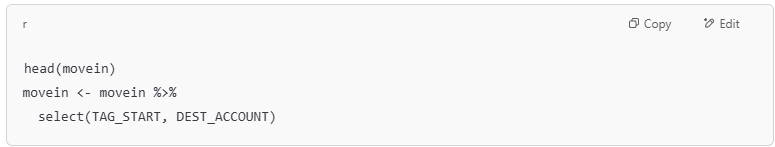 r Copy Edit
head(movein)
movein <- movein %>%
  select(TAG_START, DEST_ACCOUNT)